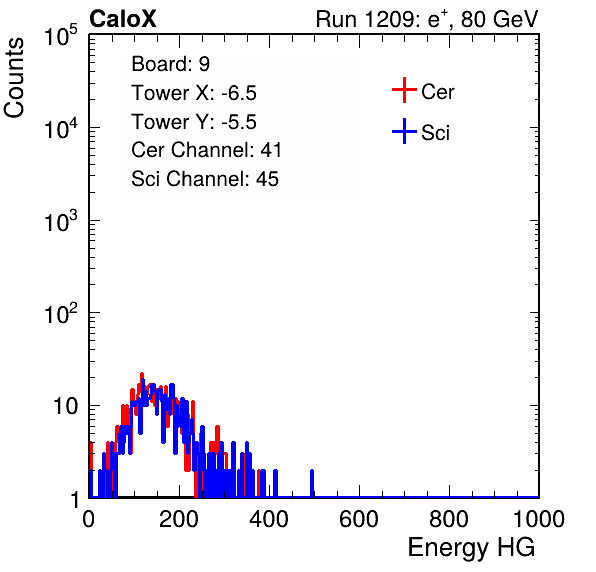 CaloX Run 1209: e⁺, 80 GeV
Counts
Board: 9
Tower X: -6.5
Tower Y: -5.5
Cer Channel: 41
Sci Channel: 45
Cer
Sci
10⁵
10⁴
10³
10²
10
1
0 200 400 600 800 1000
Energy HG